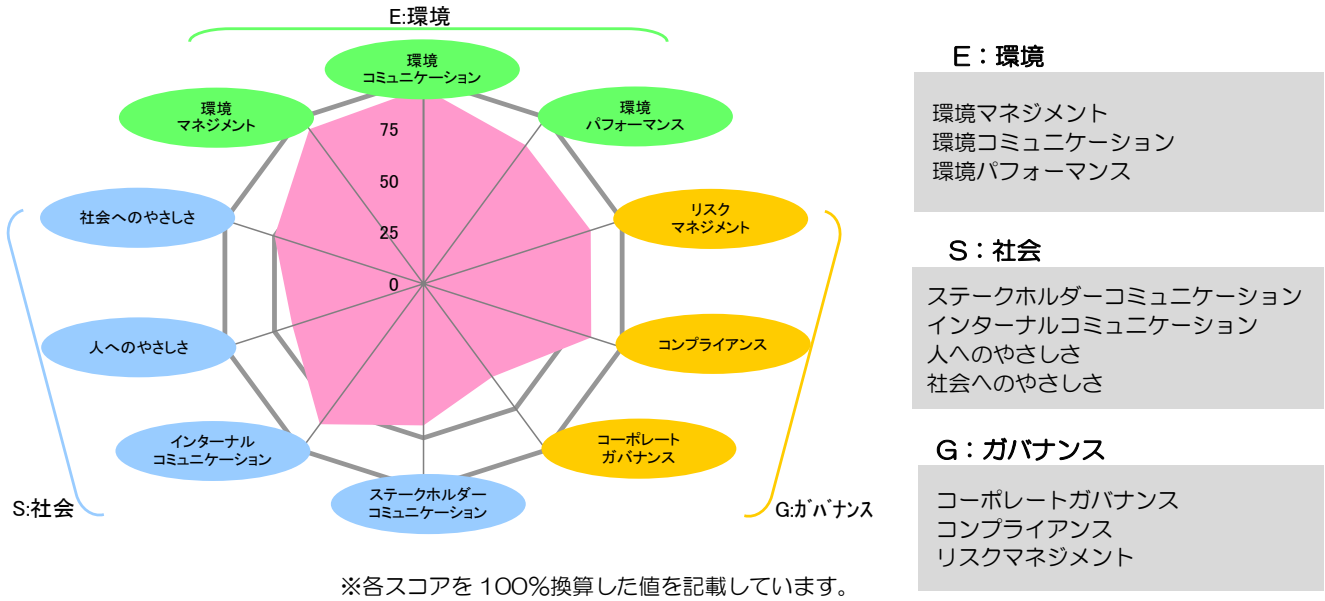 E:環境
環境
コミュニケーション
環境
マネジメント
環境
パフォーマンス
75
50
25
0
社会へのやさしさ
リスク
マネジメント
人へのやさしさ
コンプライアンス
インターナル
コミュニケーション
コーポレート
ガバナンス
ステークホルダー
コミュニケーション
S:社会
G:ガバナンス
※各スコアを100%換算した値を記載しています。
E：環境
環境マネジメント
環境コミュニケーション
環境パフォーマンス
S：社会
ステークホルダーコミュニケーション
インターナルコミュニケーション
人へのやさしさ
社会へのやさしさ
G：ガバナンス
コーポレートガバナンス
コンプライアンス
リスクマネジメント